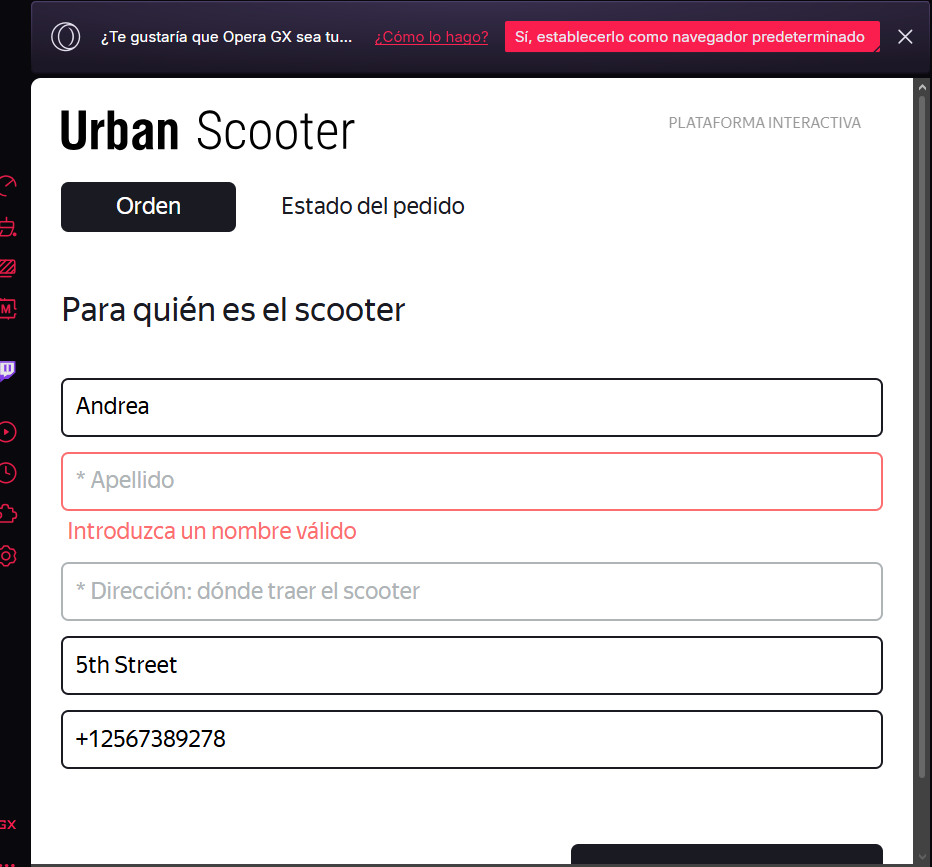 ¿Te gustaría que Opera GX sea tu... ¿Cómo lo hago? Sí, establecerlo como navegador predeterminado
Urban Scooter
PLATAFORMA INTERACTIVA
Orden Estado del pedido
Para quién es el scooter
Andrea
* Apellido
Introduzca un nombre válido
* Dirección: dónde traer el scooter
5th Street
+12567389278
M
GX